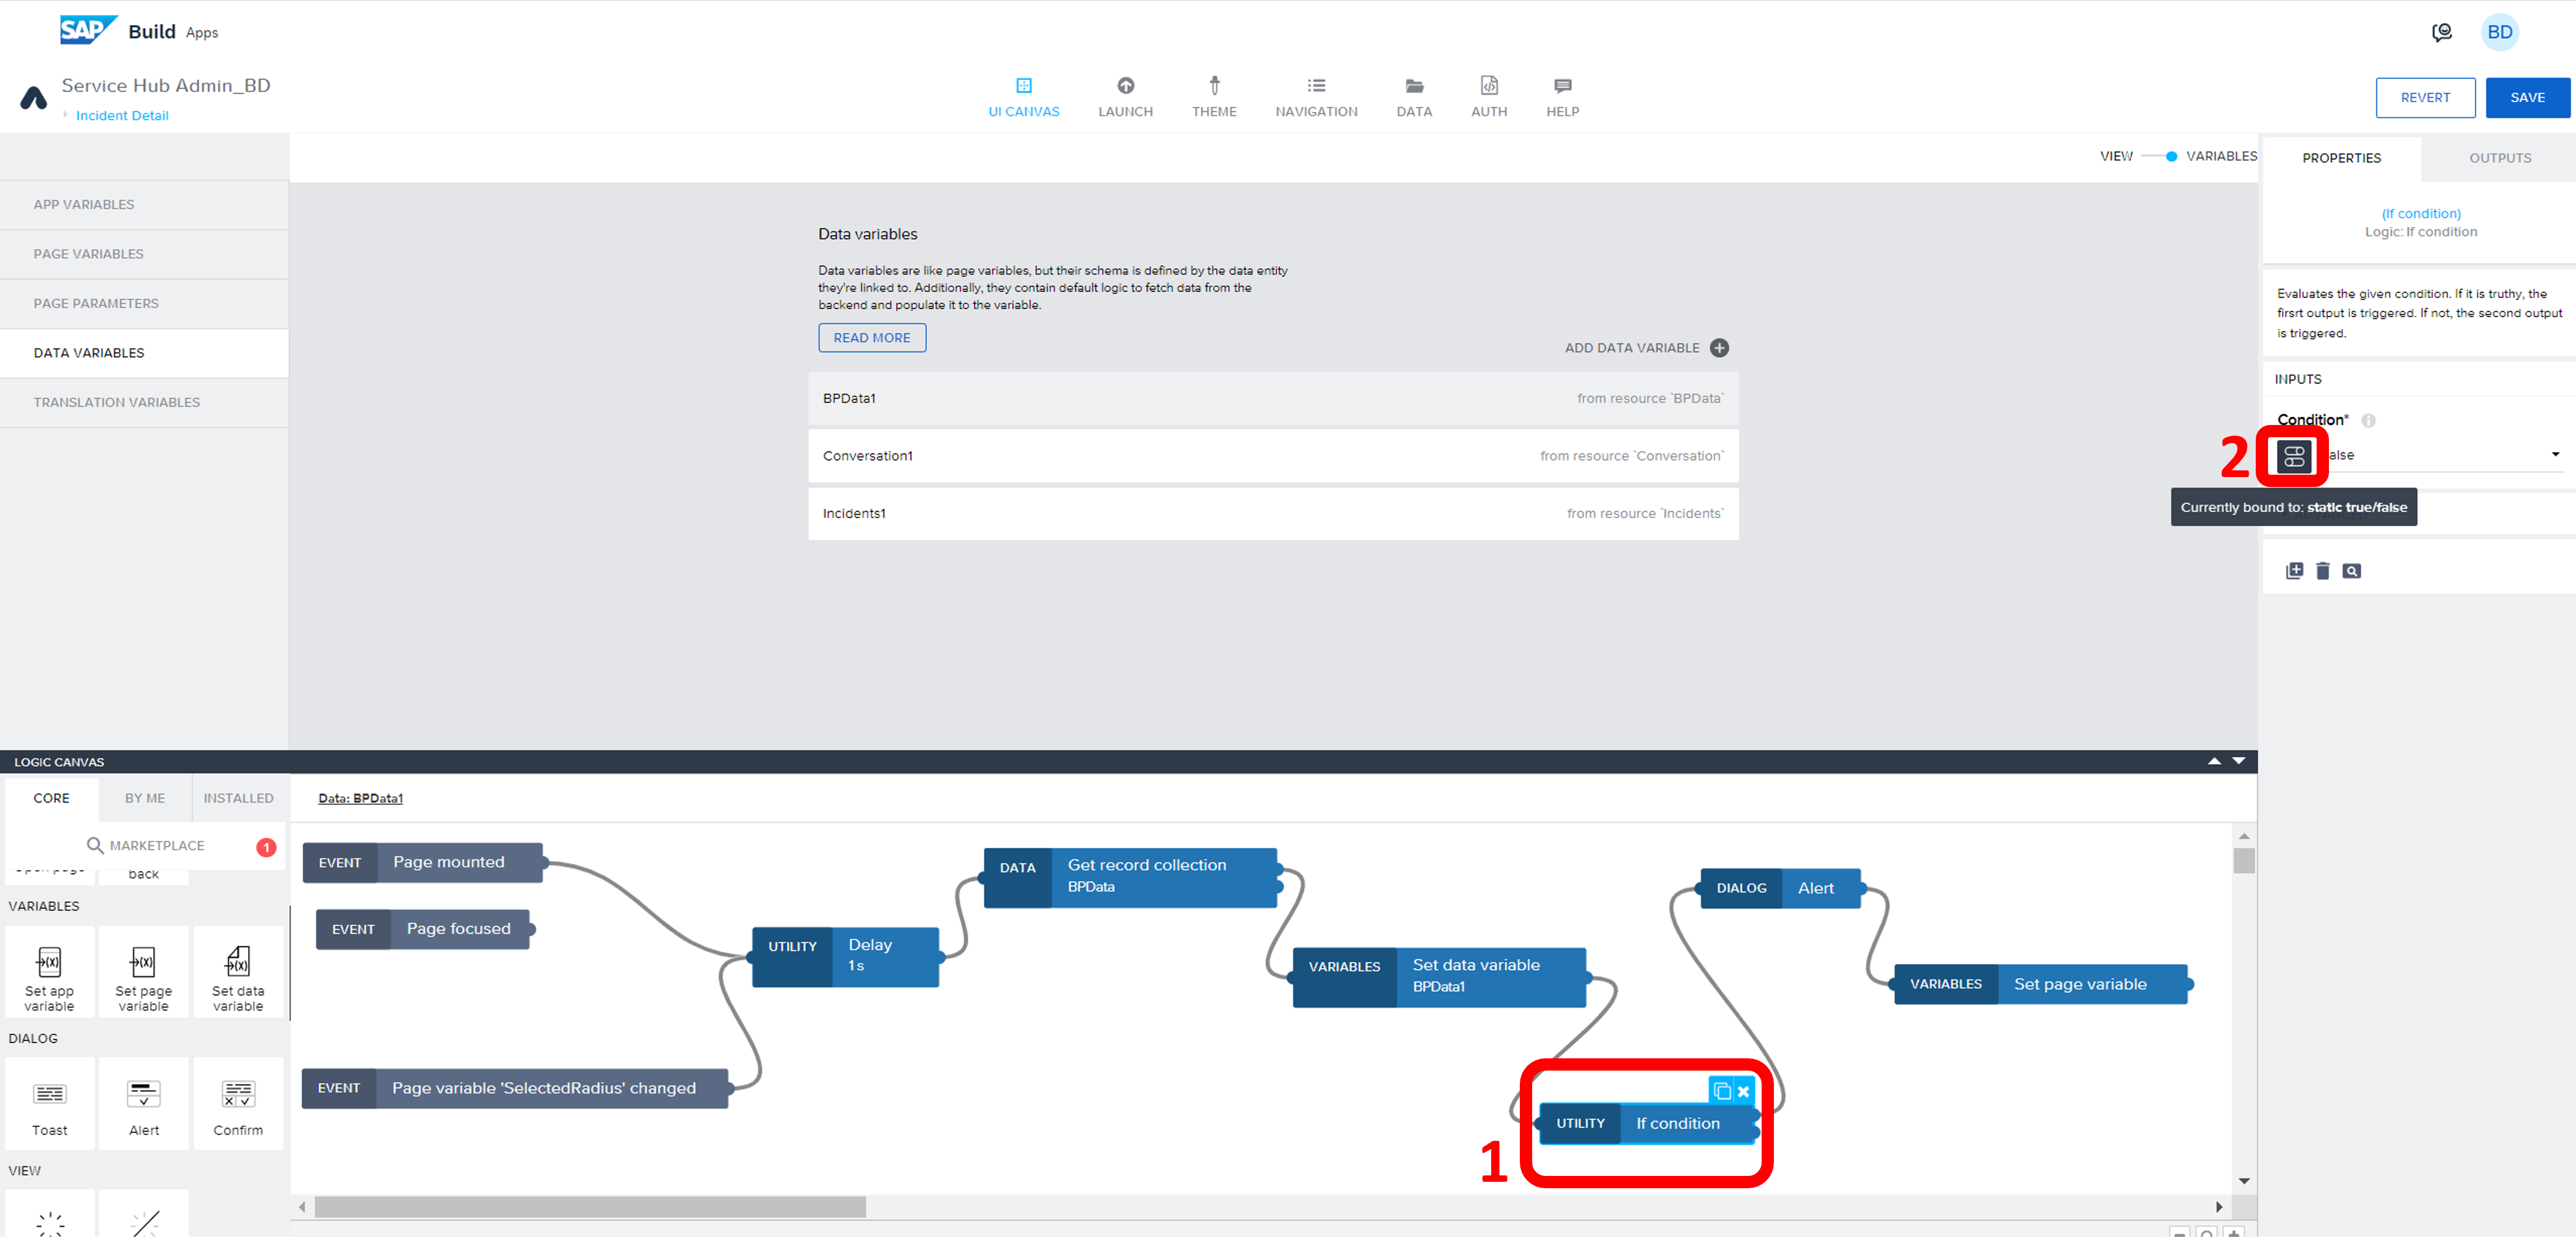 SAP Build Apps
BD
Service Hub Admin_BD
Incident Detail
UI CANVAS
LAUNCH
THEME
NAVIGATION
DATA
AUTH
HELP
REVERT
SAVE
VIEW
VARIABLES
APP VARIABLES
PAGE VARIABLES
PAGE PARAMETERS
DATA VARIABLES
TRANSLATION VARIABLES
Data variables
Data variables are like page variables, but their schema is defined by the data entity
they're linked to. Additionally, they contain default logic to fetch data from the
backend and populate it to the variable.
READ MORE
ADD DATA VARIABLE
BPData1
from resource `BPData`
Conversation1
from resource `Conversation`
Incidents1
from resource `Incidents`
PROPERTIES
OUTPUTS
(If condition)
Logic: If condition
Evaluates the given condition. If it is truthy, the
firsrt output is triggered. If not, the second output
is triggered.
INPUTS
Condition*
2
alse
Currently bound to: static true/false
LOGIC CANVAS
CORE
BY ME
INSTALLED
MARKETPLACE
1
back
VARIABLES
Set app
variable
Set page
variable
Set data
variable
DIALOG
Toast
Alert
Confirm
VIEW
Data: BPData1
EVENT
Page mounted
EVENT
Page focused
EVENT
Page variable 'SelectedRadius' changed
UTILITY
Delay
1 s
DATA
Get record collection
BPData
VARIABLES
Set data variable
BPData1
DIALOG
Alert
VARIABLES
Set page variable
UTILITY
If condition
1